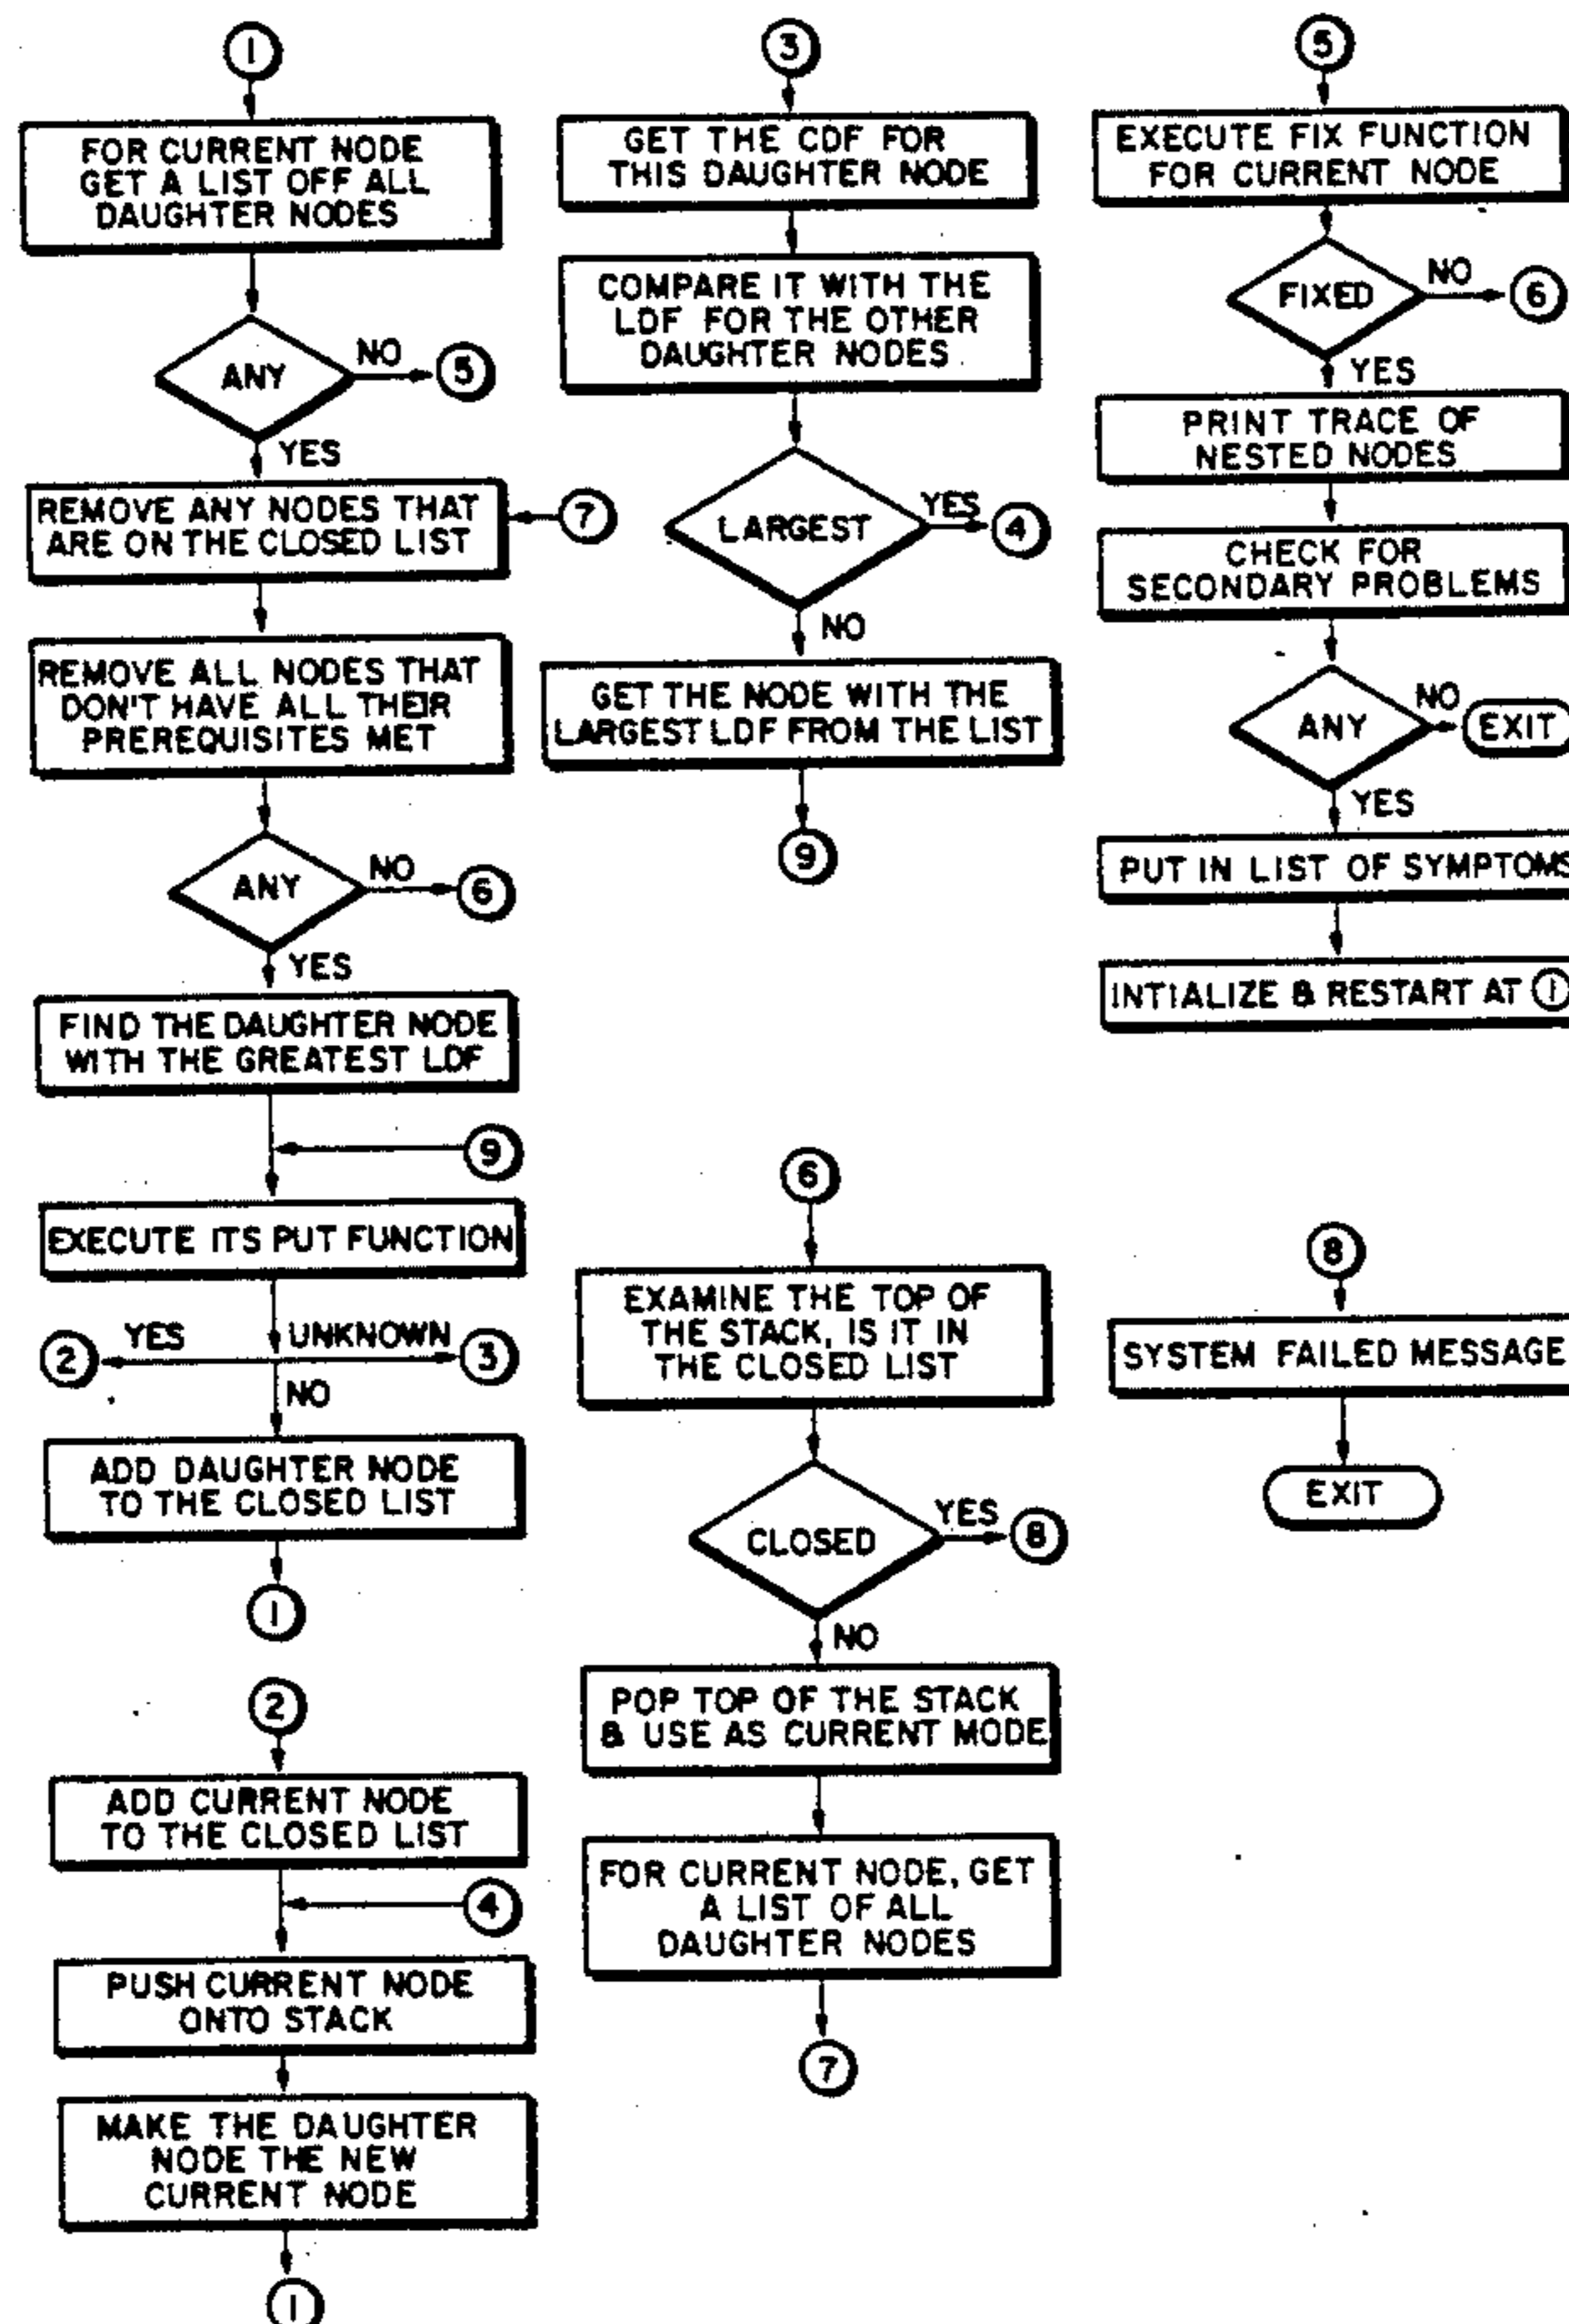 1
FOR CURRENT NODE
GET A LIST OFF ALL
DAUGHTER NODES
ANY
NO
5
YES
REMOVE ANY NODES THAT
ARE ON THE CLOSED LIST
7
REMOVE ALL NODES THAT
DON'T HAVE ALL THEIR
PREREQUISITES MET
ANY
NO
6
YES
FIND THE DAUGHTER NODE
WITH THE GREATEST LDF
9
EXECUTE ITS PUT FUNCTION
YES
UNKNOWN
2
3
NO
ADD DAUGHTER NODE
TO THE CLOSED LIST
1
2
ADD CURRENT NODE
TO THE CLOSED LIST
4
PUSH CURRENT NODE
ONTO STACK
MAKE THE DAUGHTER
NODE THE NEW
CURRENT NODE
1
3
GET THE CDF FOR
THIS DAUGHTER NODE
COMPARE IT WITH THE
LDF FOR THE OTHER
DAUGHTER NODES
LARGEST
YES
4
NO
GET THE NODE WITH THE
LARGEST LDF FROM THE LIST
9
6
EXAMINE THE TOP OF
THE STACK, IS IT IN
THE CLOSED LIST
CLOSED
YES
8
NO
POP TOP OF THE STACK
& USE AS CURRENT MODE
FOR CURRENT NODE, GET
A LIST OF ALL
DAUGHTER NODES
7
5
EXECUTE FIX FUNCTION
FOR CURRENT NODE
FIXED
NO
6
YES
PRINT TRACE OF
NESTED NODES
CHECK FOR
SECONDARY PROBLEMS
ANY
NO
EXIT
YES
PUT IN LIST OF SYMPTOMS
INTIALIZE & RESTART AT 1
8
SYSTEM FAILED MESSAGE
EXIT